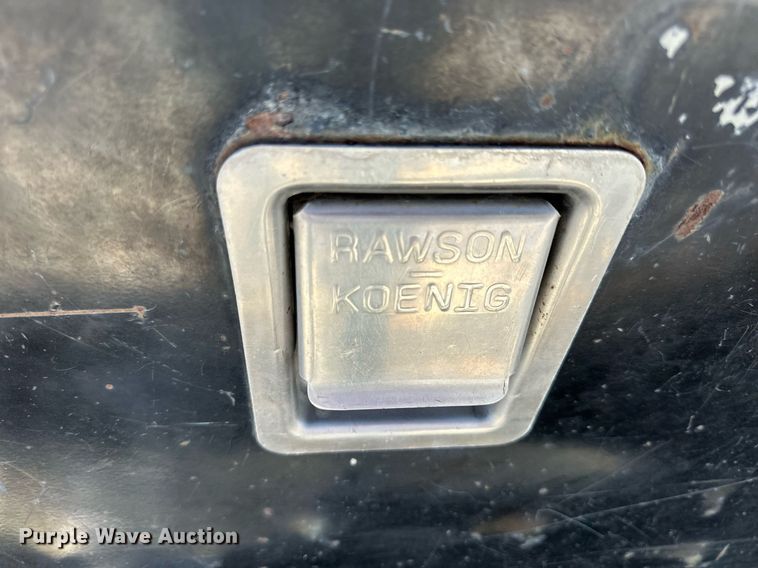 RAWSON
–
KOENIG
Purple Wave Auction®